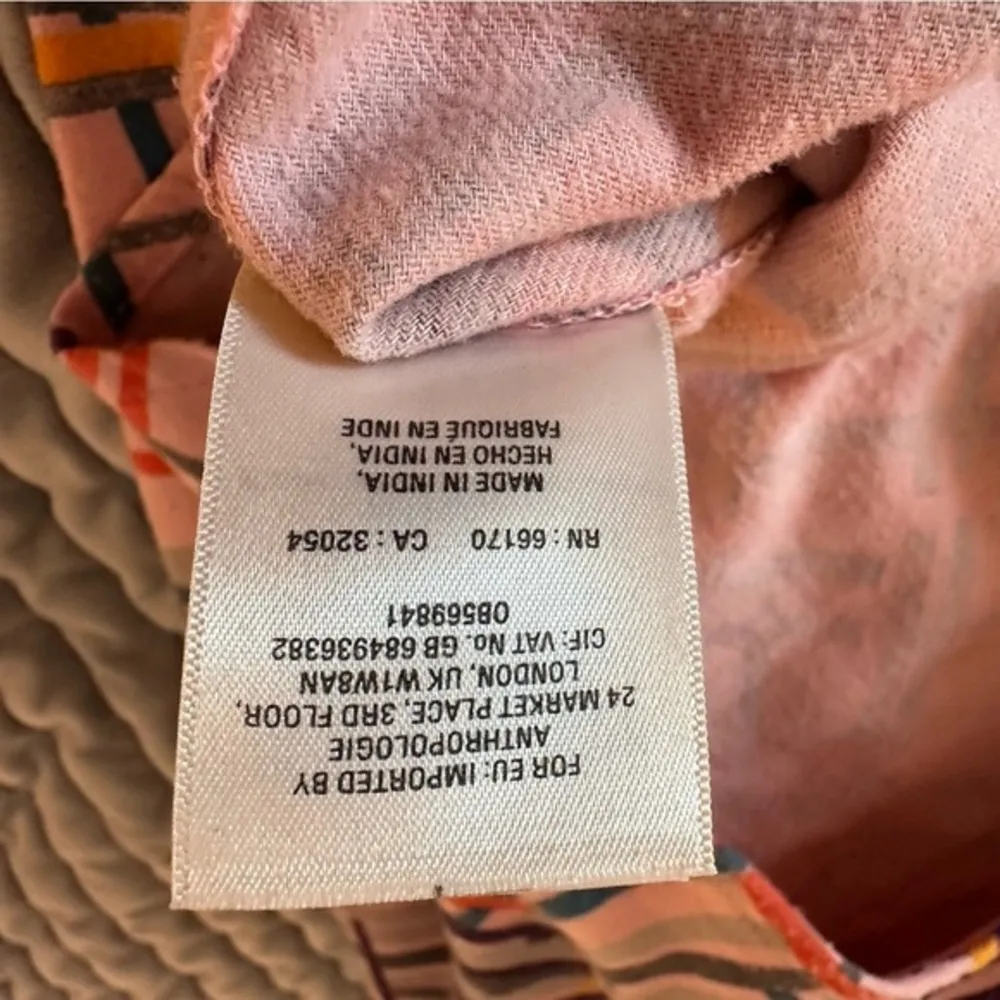 FOR EU: IMPORTED BY
ANTHROPOLOGIE
24 MARKET PLACE, 3RD FLOOR,
LONDON, UK W1W8AN
CIF: VAT No. GB 684936382
OB569841
RN : 66170 CA : 32054
MADE IN INDIA,
HECHO EN INDIA,
FABRIQUÉ EN INDE